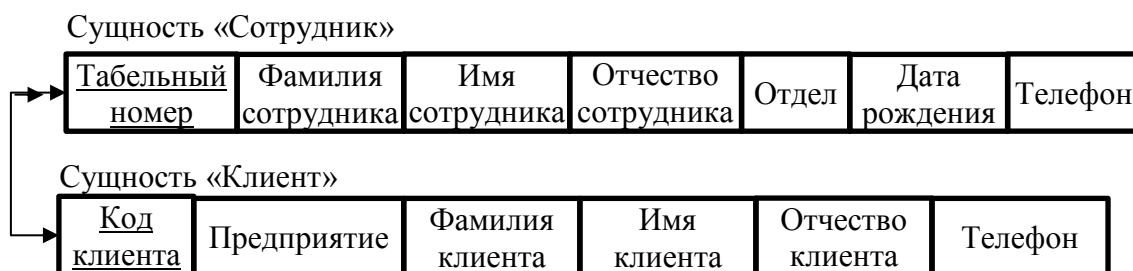 Сущность «Сотрудник»
Табельный номер Фамилия сотрудника Имя сотрудника Отчество сотрудника Отдел Дата рождения Телефон
Сущность «Клиент»
Код клиента Предприятие Фамилия клиента Имя клиента Отчество клиента Телефон